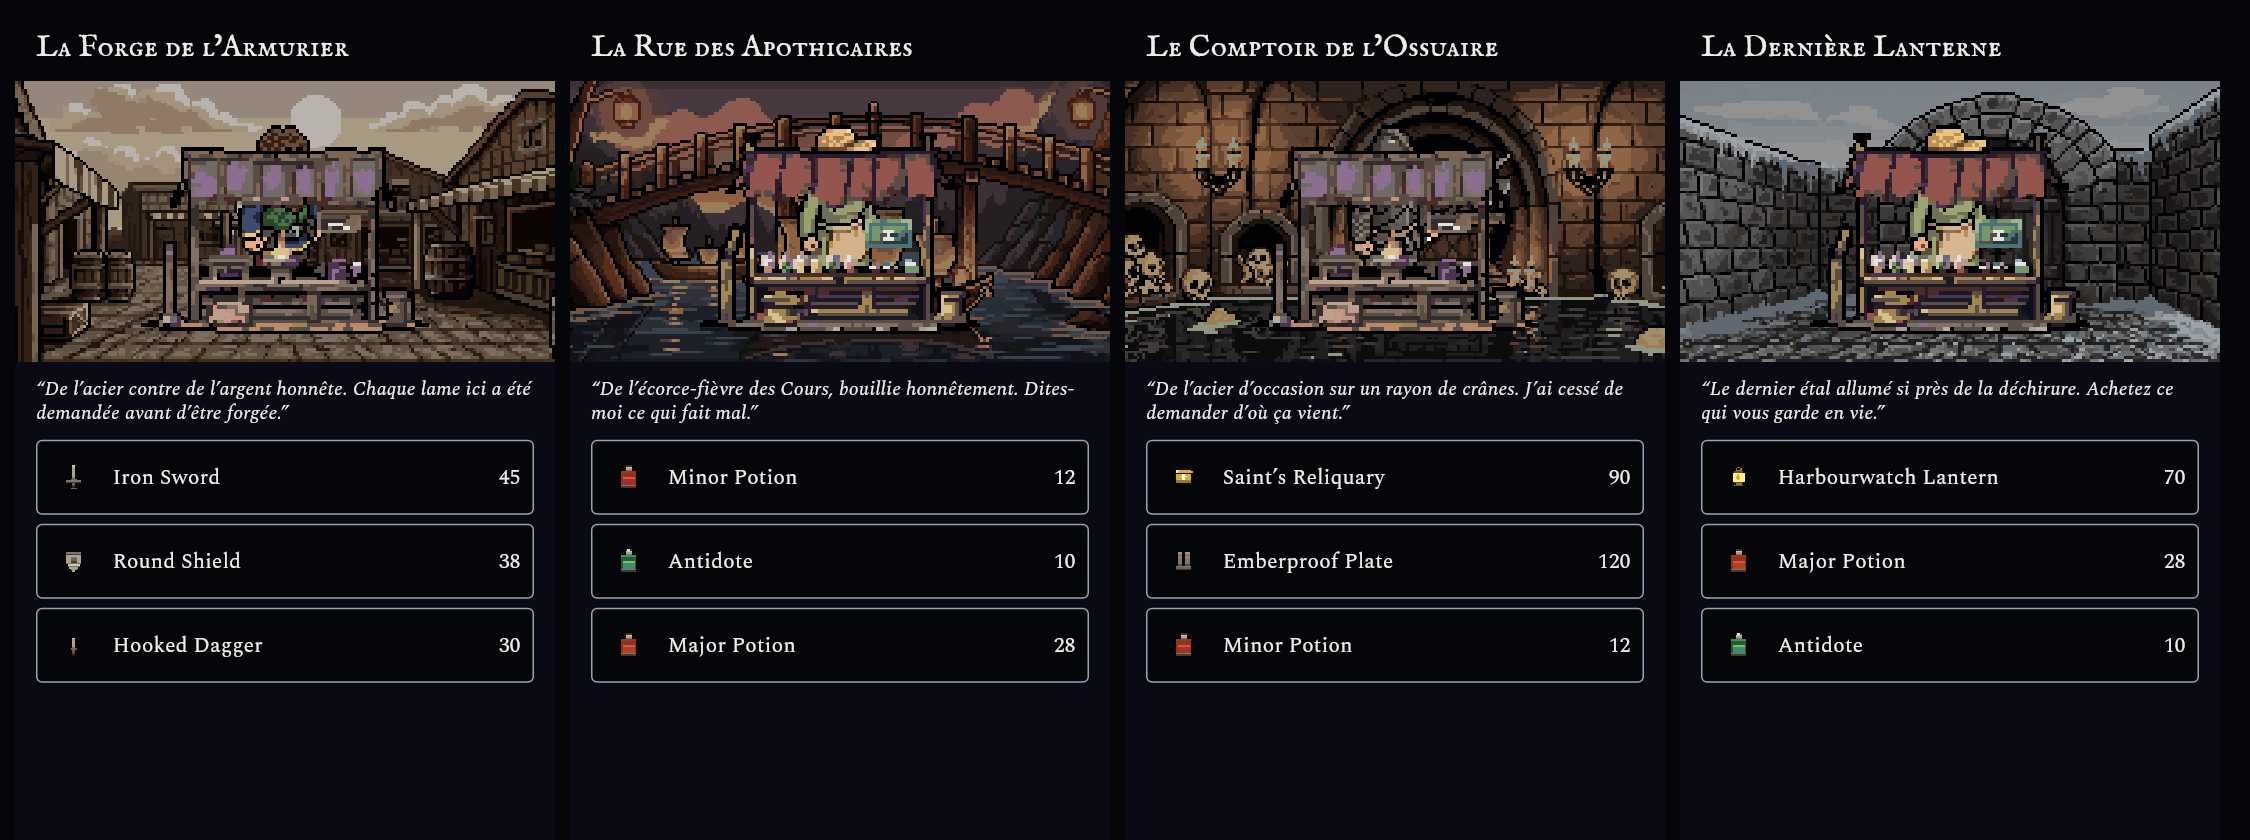 La Forge de l’Armurier
“De l’acier contre de l’argent honnête. Chaque lame ici a été
demandée avant d’être forgée.”
Iron Sword 45
Round Shield 38
Hooked Dagger 30
La Rue des Apothicaires
“De l’écorce-fièvre des Cours, bouillie honnêtement. Dites-
moi ce qui fait mal.”
Minor Potion 12
Antidote 10
Major Potion 28
Le Comptoir de l’Ossuaire
“De l’acier d’occasion sur un rayon de crânes. J’ai cessé de
demander d’où ça vient.”
Saint’s Reliquary 90
Emberproof Plate 120
Minor Potion 12
La Dernière Lanterne
“Le dernier étal allumé si près de la déchirure. Achetez ce
qui vous garde en vie.”
Harbourwatch Lantern 70
Major Potion 28
Antidote 10